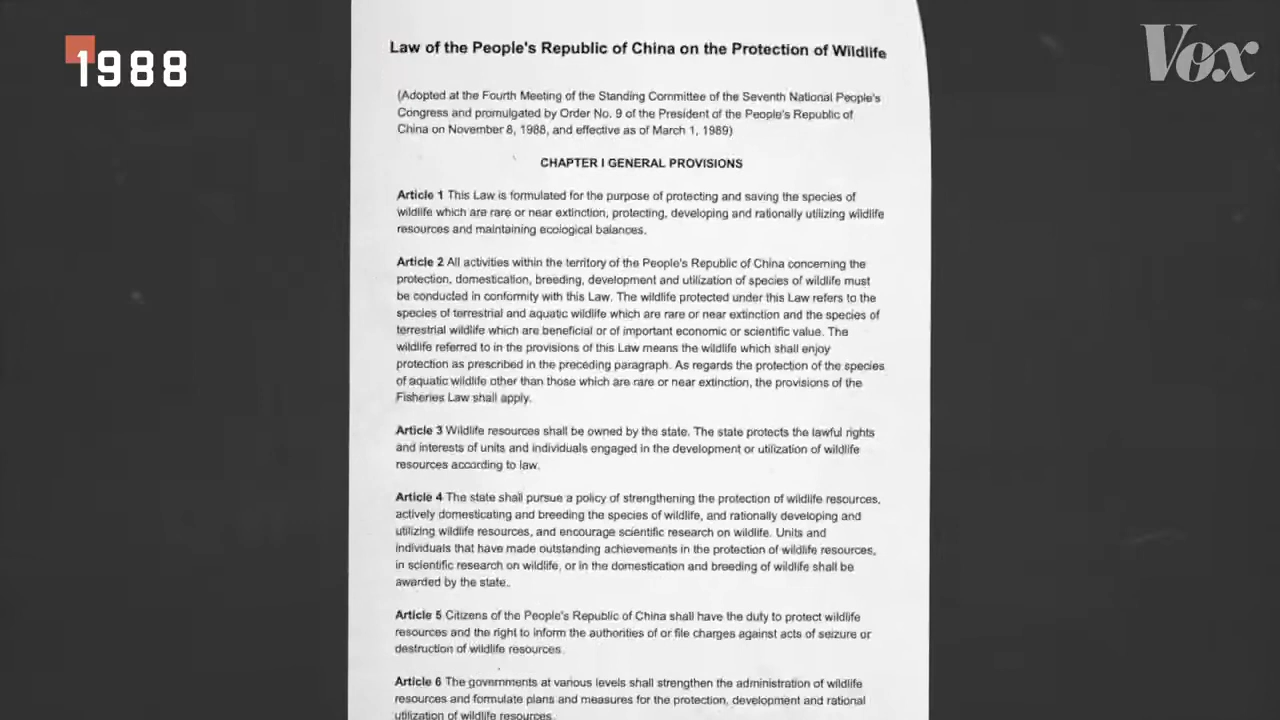 1988
Vox
Law of the People's Republic of China on the Protection of Wildlife
(Adopted at the Fourth Meeting of the Standing Committee of the Seventh National People's
Congress and promulgated by Order No. 9 of the President of the People's Republic of
China on November 8, 1988, and effective as of March 1, 1989)
CHAPTER I GENERAL PROVISIONS
Article 1 This Law is formulated for the purpose of protecting and saving the species of
wildlife which are rare or near extinction, protecting, developing and rationally utilizing wildlife
resources and maintaining ecological balances.
Article 2 All activities within the territory of the People's Republic of China concerning the
protection, domestication, breeding, development and utilization of species of wildlife must
be conducted in conformity with this Law. The wildlife protected under this Law refers to the
species of terrestrial and aquatic wildlife which are rare or near extinction and the species of
terrestrial wildlife which are beneficial or of important economic or scientific value. The
wildlife referred to in the provisions of this Law means the wildlife which shall enjoy
protection as prescribed in the preceding paragraph. As regards the protection of the species
of aquatic wildlife other than those which are rare or near extinction, the provisions of the
Fisheries Law shall apply.
Article 3 Wildlife resources shall be owned by the state. The state protects the lawful rights
and interests of units and individuals engaged in the development or utilization of wildlife
resources according to law.
Article 4 The state shall pursue a policy of strengthening the protection of wildlife resources,
actively domesticating and breeding the species of wildlife, and rationally developing and
utilizing wildlife resources, and encourage scientific research on wildlife. Units and
individuals that have made outstanding achievements in the protection of wildlife resources,
in scientific research on wildlife, or in the domestication and breeding of wildlife shall be
awarded by the state.
Article 5 Citizens of the People's Republic of China shall have the duty to protect wildlife
resources and the right to inform the authorities of or file charges against acts of seizure or
destruction of wildlife resources.
Article 6 The governments at various levels shall strengthen the administration of wildlife
resources and formulate plans and measures for the protection, development and rational
utilization of wildlife resources.